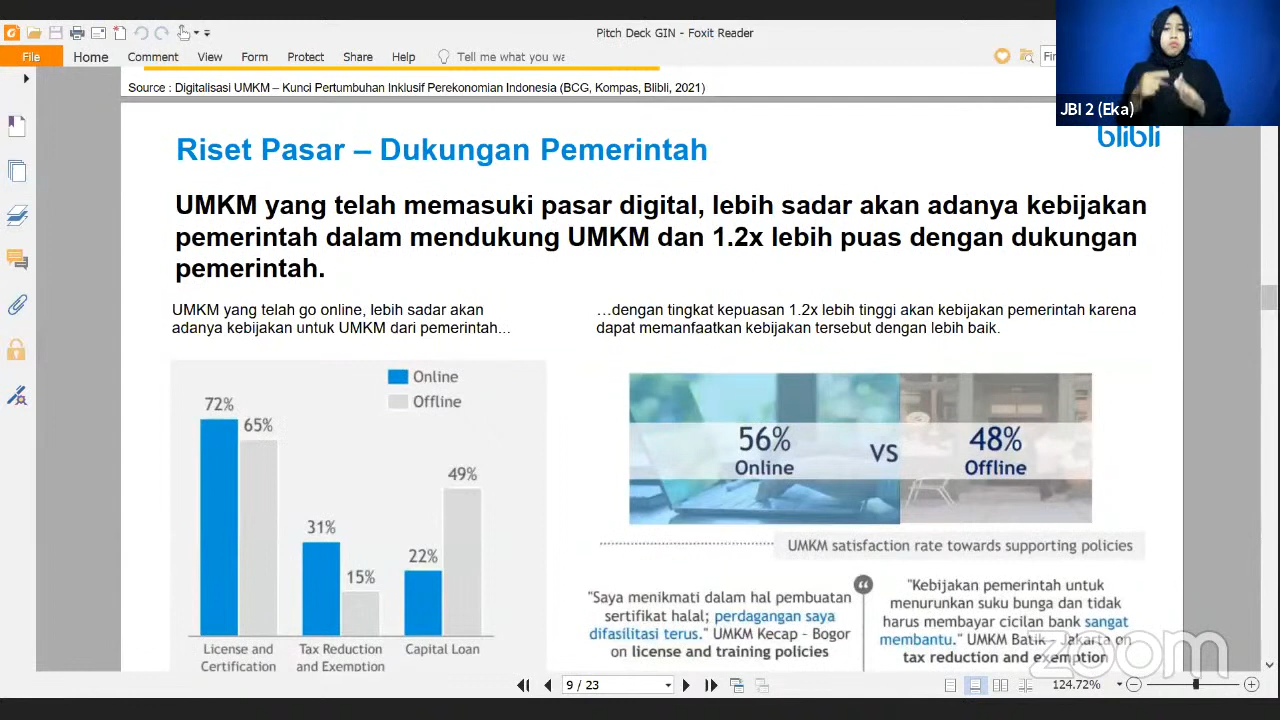 Pitch Deck GIN - Foxit Reader
File Home Comment View Form Protect Share Help Tell me what you wa
Source : Digitalisasi UMKM – Kunci Pertumbuhan Inklusif Perekonomian Indonesia (BCG, Kompas, Blibli, 2021)
JBI 2 (Eka)
blibli
Riset Pasar – Dukungan Pemerintah
UMKM yang telah memasuki pasar digital, lebih sadar akan adanya kebijakan
pemerintah dalam mendukung UMKM dan 1.2x lebih puas dengan dukungan
pemerintah.
UMKM yang telah go online, lebih sadar akan
adanya kebijakan untuk UMKM dari pemerintah...
…dengan tingkat kepuasan 1.2x lebih tinggi akan kebijakan pemerintah karena
dapat memanfaatkan kebijakan tersebut dengan lebih baik.
Online
Offline
72%
65%
31%
15%
22%
49%
License and
Certification
Tax Reduction
and Exemption
Capital Loan
56%
Online
VS
48%
Offline
UMKM satisfaction rate towards supporting policies
"Saya menikmati dalam hal pembuatan
sertifikat halal; perdagangan saya
difasilitasi terus." UMKM Kecap - Bogor
on license and training policies
"Kebijakan pemerintah untuk
menurunkan suku bunga dan tidak
harus membayar cicilan bank sangat
membantu." UMKM Batik - Jakarta on
tax reduction and exemption
zoom
9 / 23
124.72%